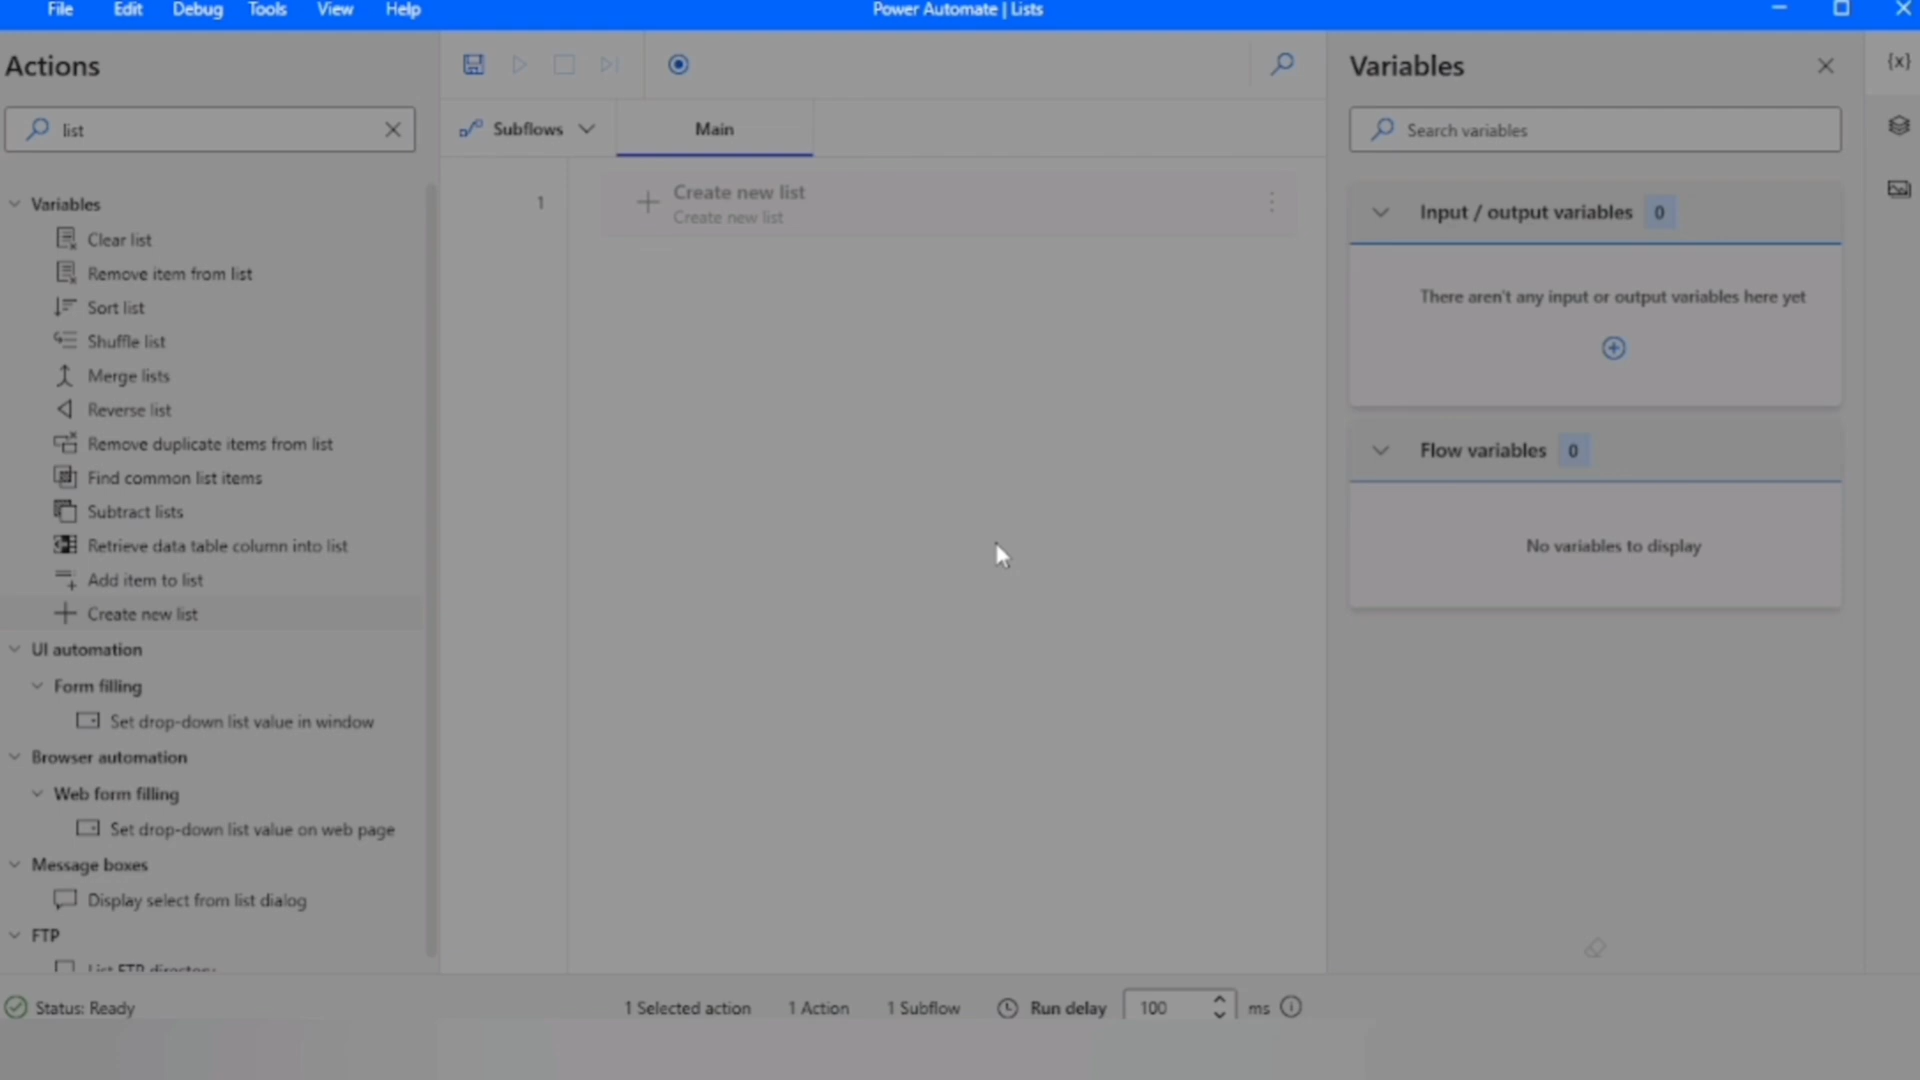 File Edit Debug Tools View Help
Power Automate | Lists
Actions
list
Variables
Clear list
Remove item from list
Sort list
Shuffle list
Merge lists
Reverse list
Remove duplicate items from list
Find common list items
Subtract lists
Retrieve data table column into list
Add item to list
Create new list
UI automation
Form filling
Set drop-down list value in window
Browser automation
Web form filling
Set drop-down list value on web page
Message boxes
Display select from list dialog
FTP
List FTP directory
Subflows
Main
1
Create new list
Create new list
Variables
{x}
Search variables
Input / output variables 0
There aren't any input or output variables here yet
Flow variables 0
No variables to display
Status: Ready
1 Selected action
1 Action
1 Subflow
Run delay
100
ms